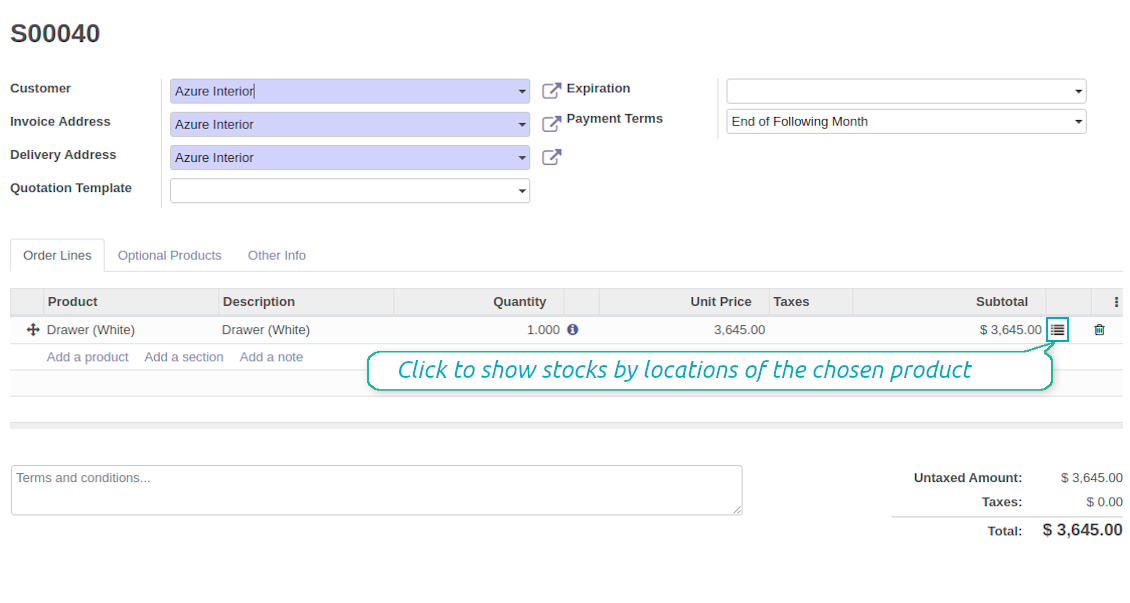 S00040
Customer Azure Interior Expiration
Invoice Address Azure Interior Payment Terms End of Following Month
Delivery Address Azure Interior
Quotation Template
Order Lines Optional Products Other Info
Product Description Quantity Unit Price Taxes Subtotal
Drawer (White) Drawer (White) 1.000 3,645.00 $ 3,645.00
Add a product Add a section Add a note
Click to show stocks by locations of the chosen product
Terms and conditions... Untaxed Amount: $ 3,645.00
Taxes: $ 0.00
Total: $ 3,645.00